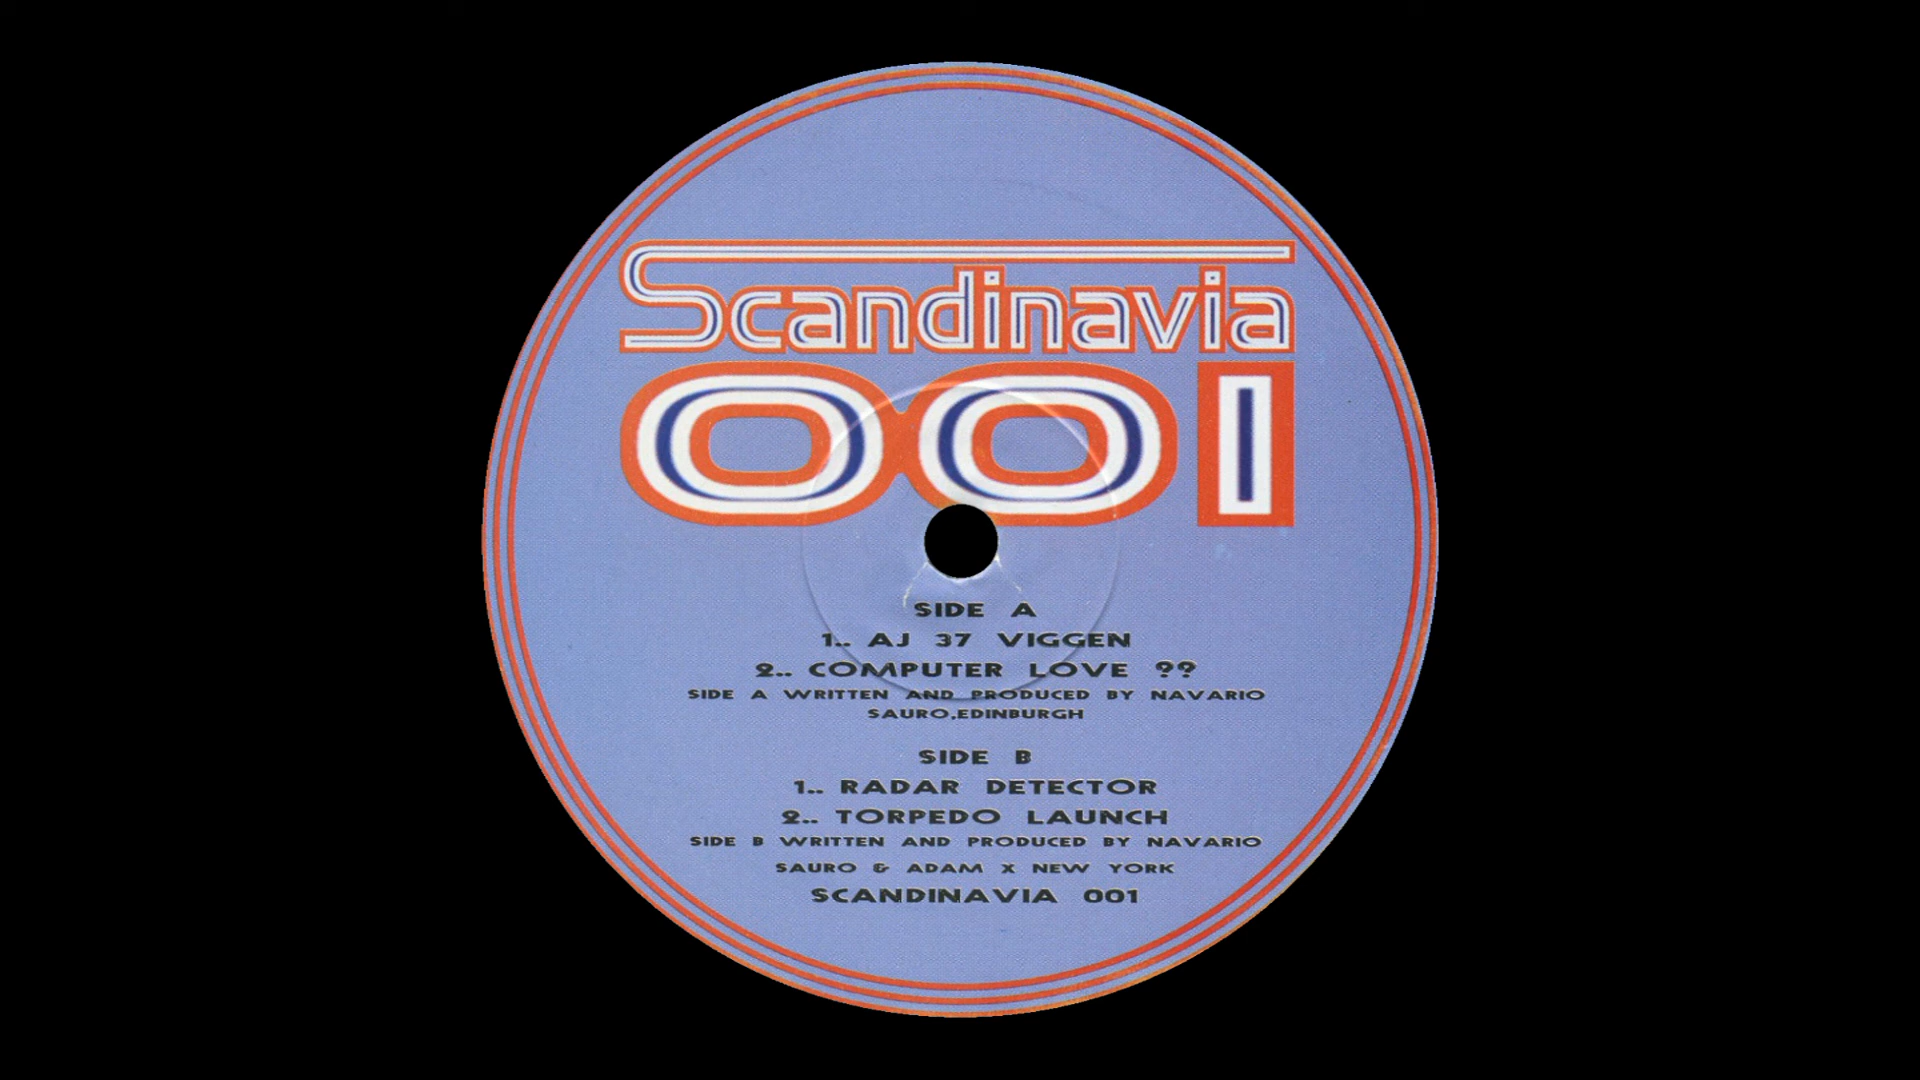 Scandinavia
001
SIDE A
1.. AJ 37 VIGGEN
2.. COMPUTER LOVE ??
SIDE A WRITTEN AND PRODUCED BY NAVARIO
SAURO,EDINBURGH
SIDE B
1.. RADAR DETECTOR
2.. TORPEDO LAUNCH
SIDE B WRITTEN AND PRODUCED BY NAVARIO
SAURO & ADAM X NEW YORK
SCANDINAVIA 001